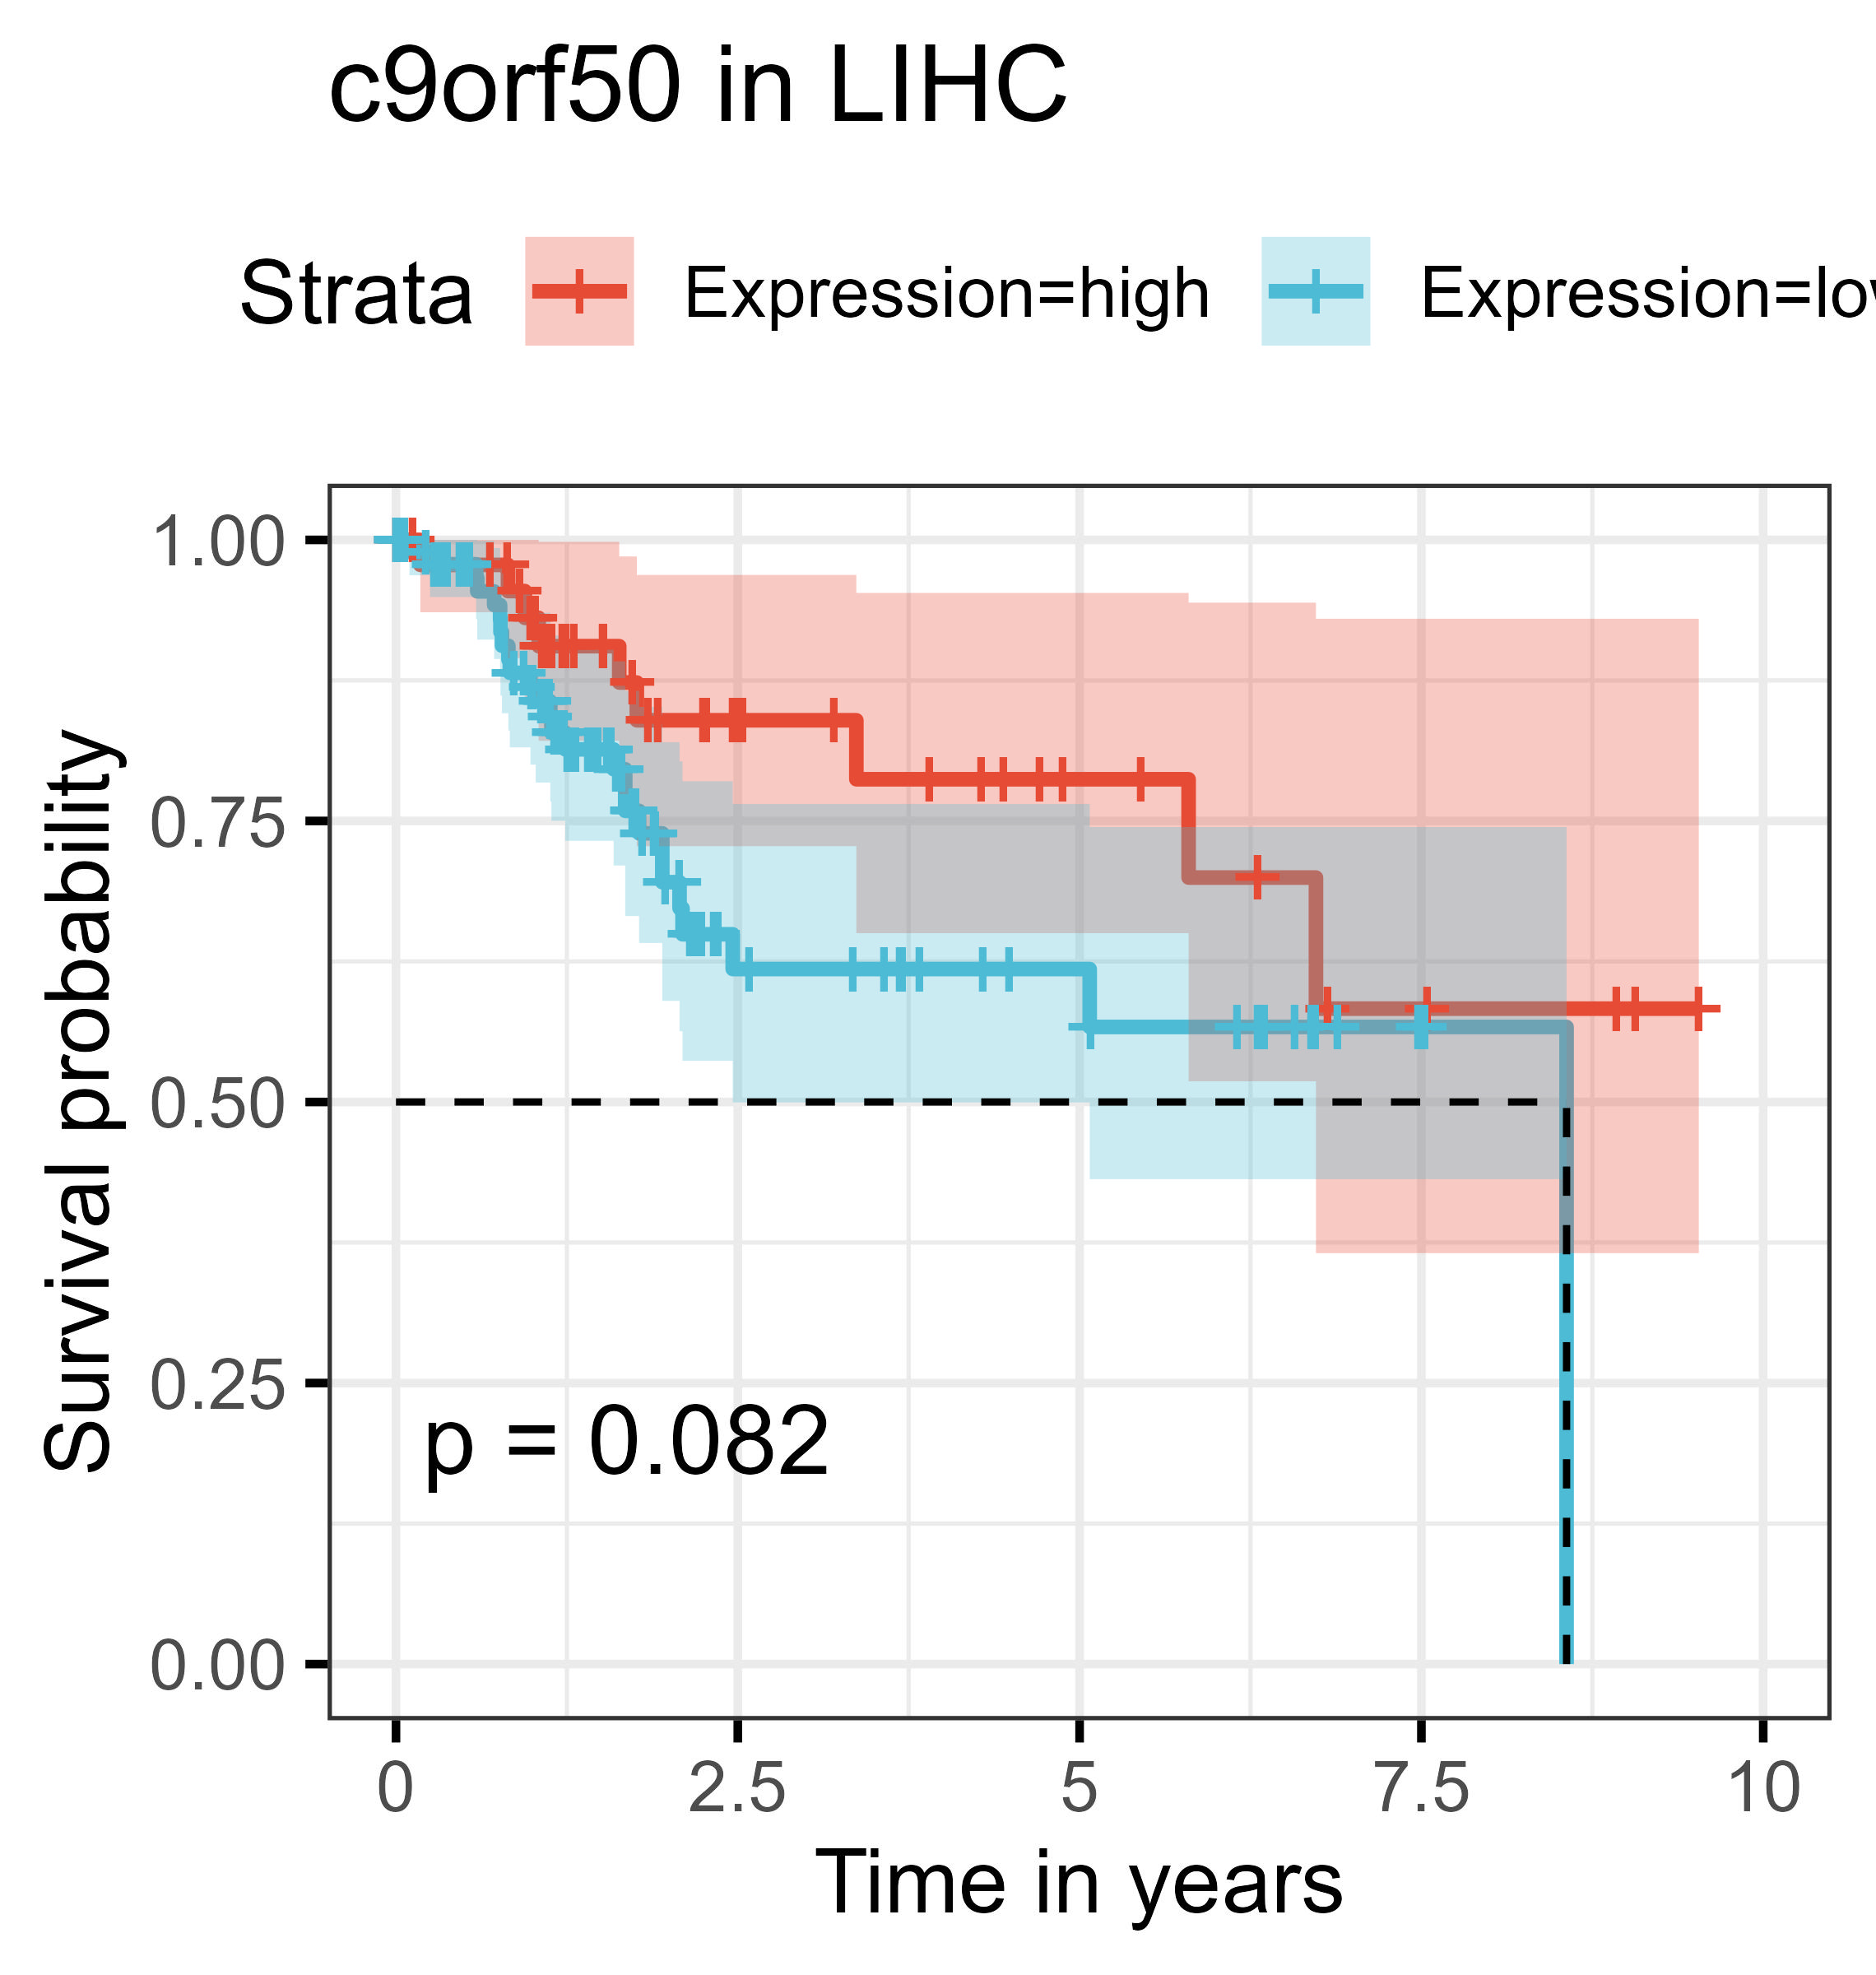 c9orf50 in LIHC
Strata Expression=high Expression=lo
1.00
0.75
0.50
0.25
0.00
Survival probability
p = 0.082
0 2.5 5 7.5 10
Time in years